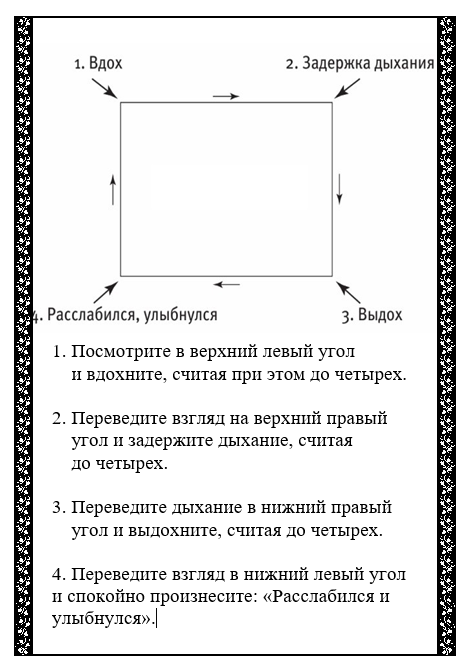 1. Вдох
2. Задержка дыхания
4. Расслабился, улыбнулся
3. Выдох
1. Посмотрите в верхний левый угол
и вдохните, считая при этом до четырех.
2. Переведите взгляд на верхний правый
угол и задержите дыхание, считая
до четырех.
3. Переведите дыхание в нижний правый
угол и выдохните, считая до четырех.
4. Переведите взгляд в нижний левый угол
и спокойно произнесите: «Расслабился и
улыбнулся».